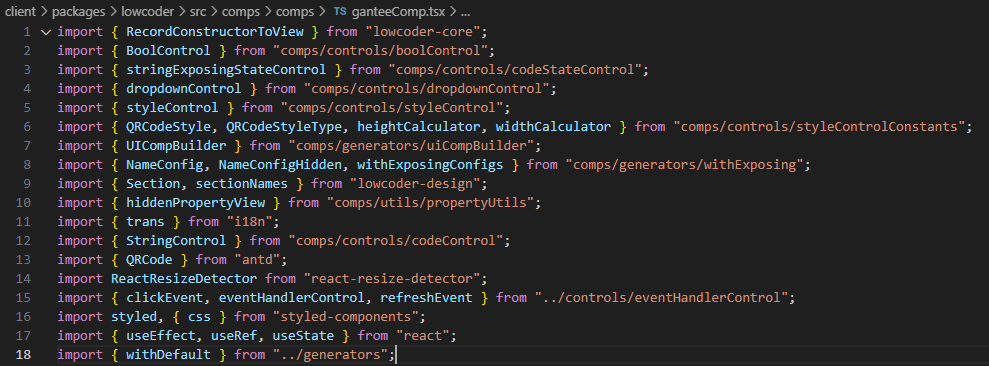 client > packages > lowcoder > src > comps > comps > TS ganteeComp.tsx > ...
1 import { RecordConstructorToView } from "lowcoder-core";
2 import { BoolControl } from "comps/controls/boolControl";
3 import { stringExposingStateControl } from "comps/controls/codeStateControl";
4 import { dropdownControl } from "comps/controls/dropdownControl";
5 import { styleControl } from "comps/controls/styleControl";
6 import { QRCodeStyle, QRCodeStyleType, heightCalculator, widthCalculator } from "comps/controls/styleControlConstants";
7 import { UICompBuilder } from "comps/generators/uiCompBuilder";
8 import { NameConfig, NameConfigHidden, withExposingConfigs } from "comps/generators/withExposing";
9 import { Section, sectionNames } from "lowcoder-design";
10 import { hiddenPropertyView } from "comps/utils/propertyUtils";
11 import { trans } from "i18n";
12 import { StringControl } from "comps/controls/codeControl";
13 import { QRCode } from "antd";
14 import ReactResizeDetector from "react-resize-detector";
15 import { clickEvent, eventHandlerControl, refreshEvent } from "../controls/eventHandlerControl";
16 import styled, { css } from "styled-components";
17 import { useEffect, useRef, useState } from "react";
18 import { withDefault } from "../generators";